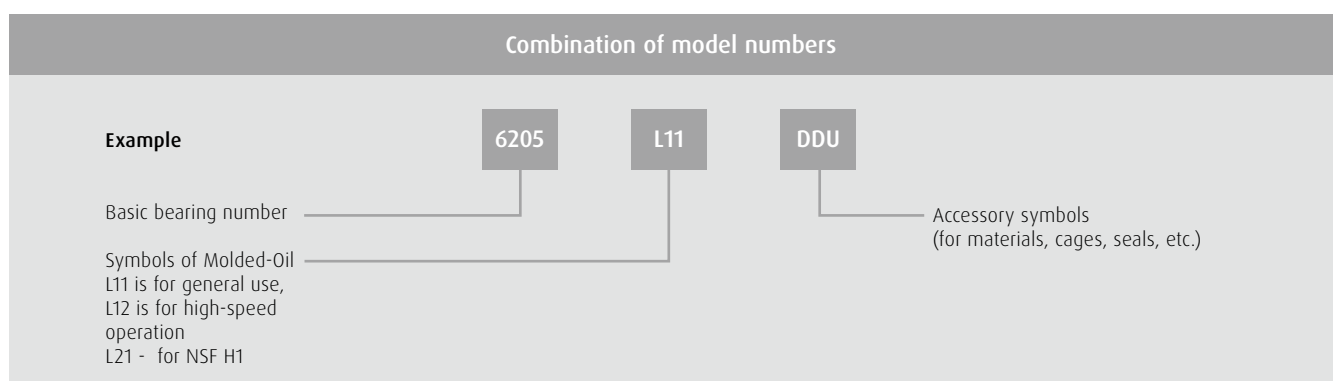 Combination of model numbers
Example
6205
L11
DDU
Basic bearing number
Accessory symbols
(for materials, cages, seals, etc.)
Symbols of Molded-Oil
L11 is for general use,
L12 is for high-speed
operation
L21 - for NSF H1